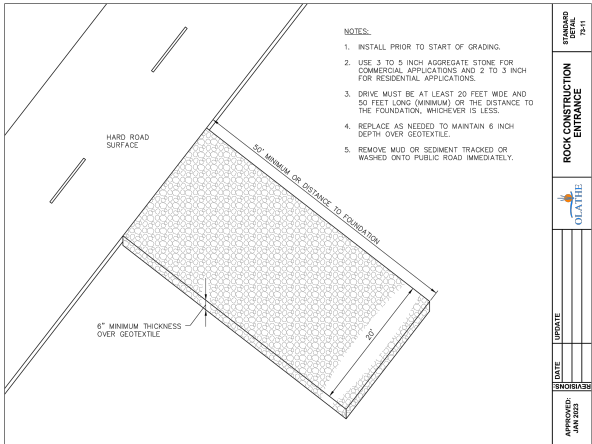 NOTES:
1. INSTALL PRIOR TO START OF GRADING.
2. USE 3 TO 5 INCH AGGREGATE STONE FOR
COMMERCIAL APPLICATIONS AND 2 TO 3 INCH
FOR RESIDENTIAL APPLICATIONS.
3. DRIVE MUST BE AT LEAST 20 FEET WIDE AND
50 FEET LONG (MINIMUM) OR THE DISTANCE TO
THE FOUNDATION, WHICHEVER IS LESS.
4. REPLACE AS NEEDED TO MAINTAIN 6 INCH
DEPTH OVER GEOTEXTILE.
5. REMOVE MUD OR SEDIMENT TRACKED OR
WASHED ONTO PUBLIC ROAD IMMEDIATELY.
HARD ROAD
SURFACE
50' MINIMUM OR DISTANCE TO FOUNDATION
20'
6" MINIMUM THICKNESS
OVER GEOTEXTILE
STANDARD
DETAIL
73-11
ROCK CONSTRUCTION
ENTRANCE
OLATHE
UPDATE
DATE
REVISIONS:
APPROVED:
JAN 2023